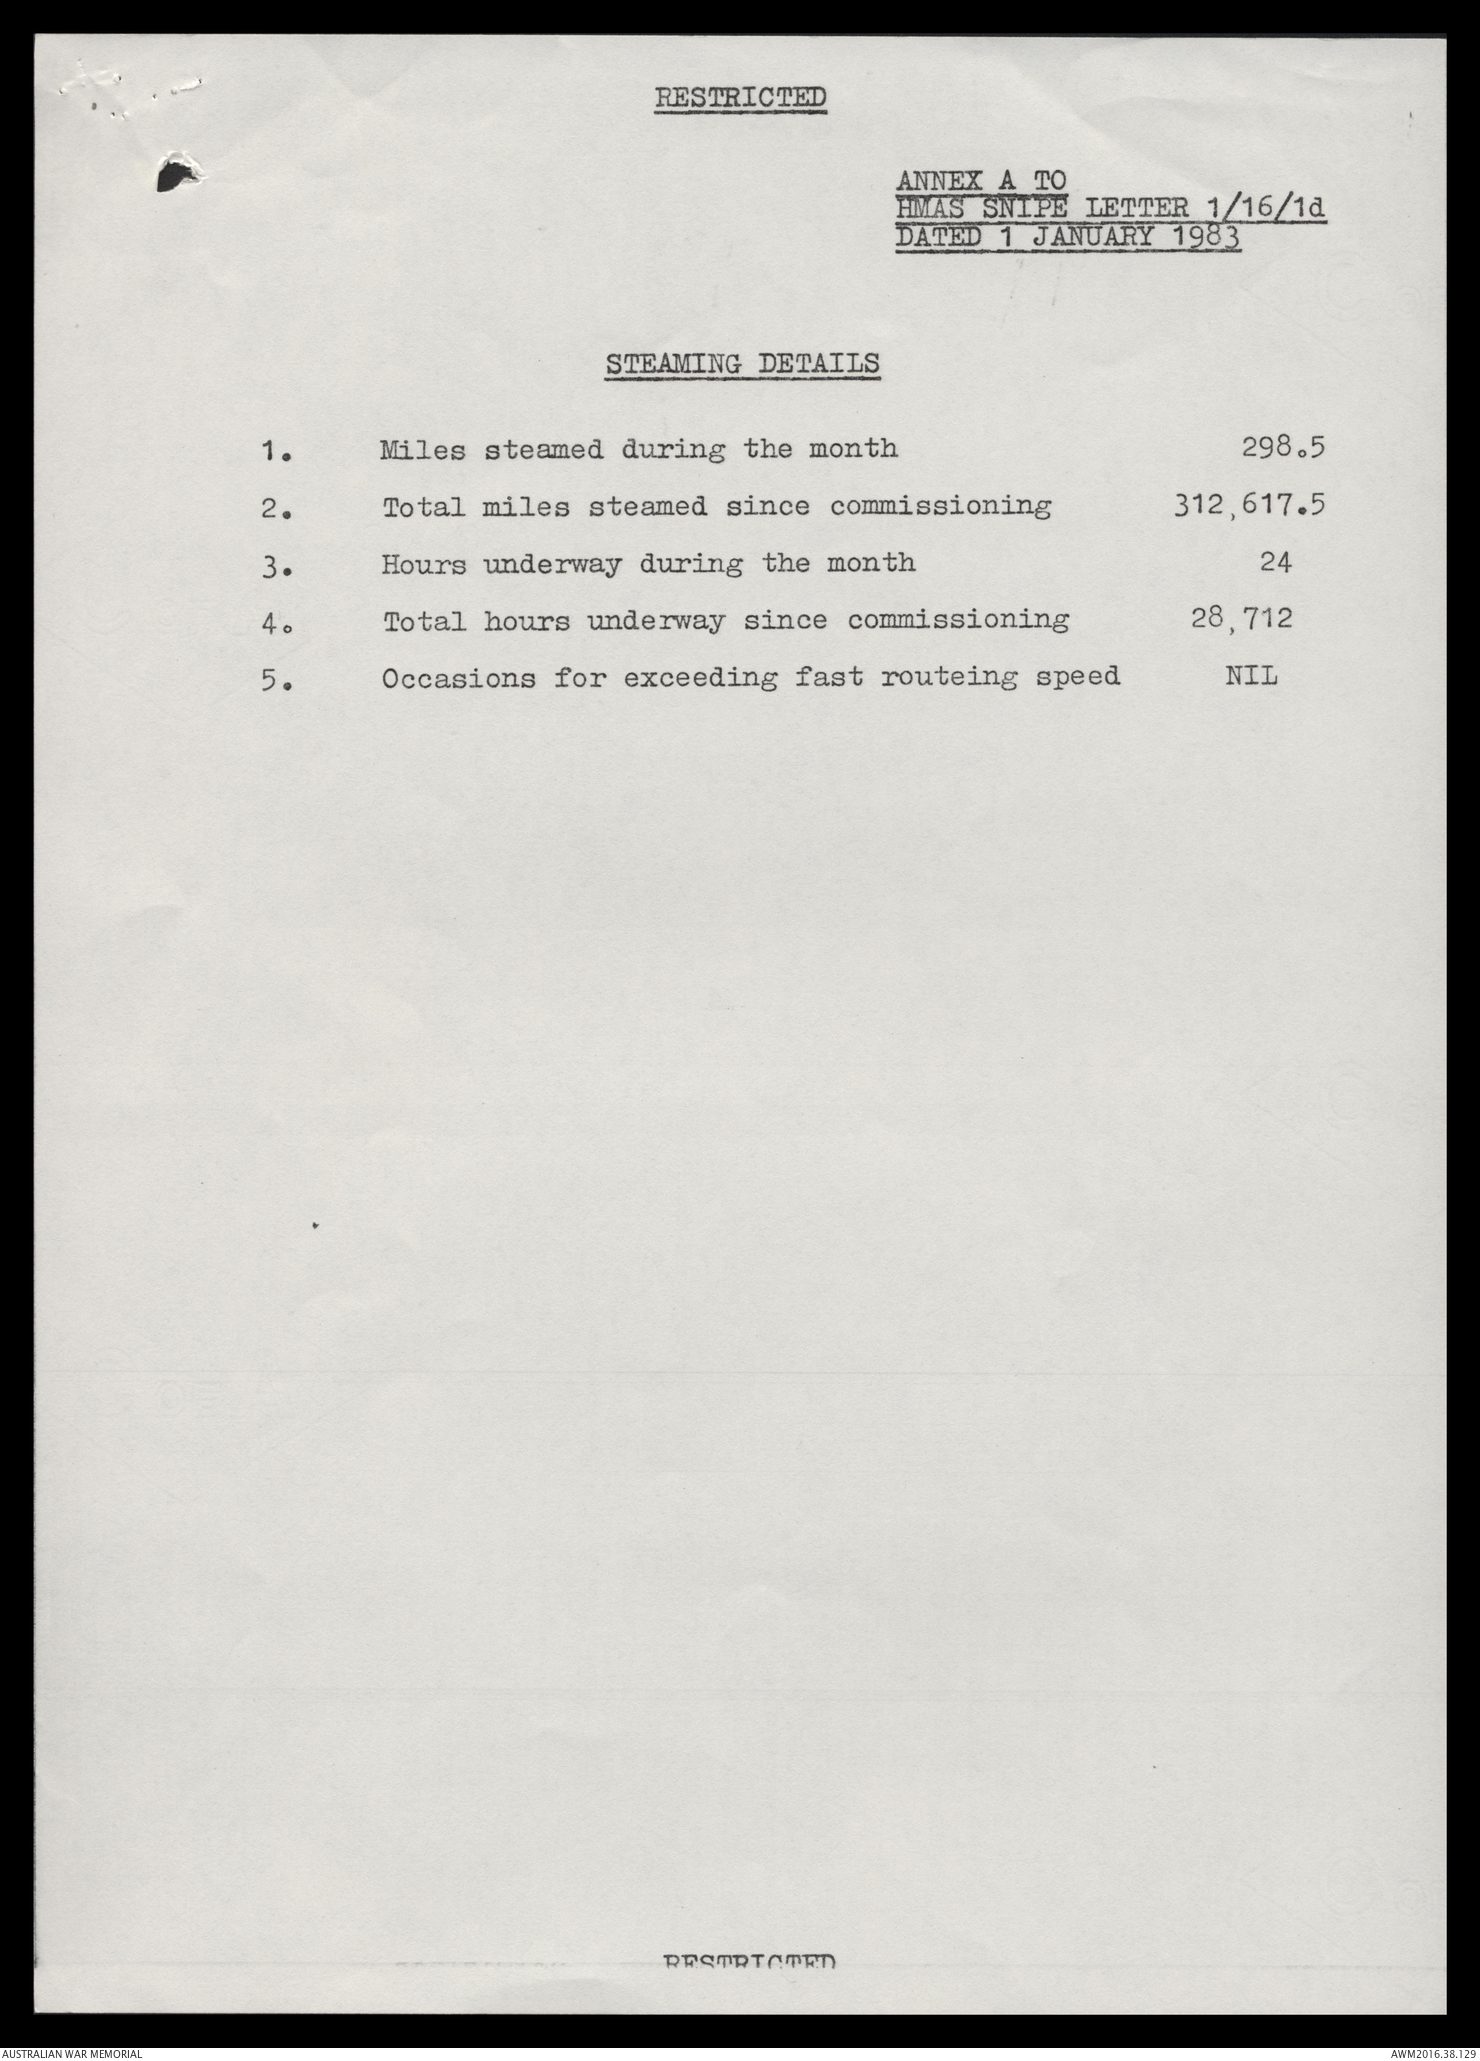 RESTRICTED
ANNEX A TO
HMAS SNIPE LETTER 1/16/1d
DATED 1 JANUARY 1983
STEAMING DETAILS
1. Miles steamed during the month 298.5
2. Total miles steamed since commissioning 312,617.5
3. Hours underway during the month 24
4. Total hours underway since commissioning 28,712
5. Occasions for exceeding fast routeing speed NIL
RESTRICTED
AUSTRALIAN WAR MEMORIAL AWM2016.38.129